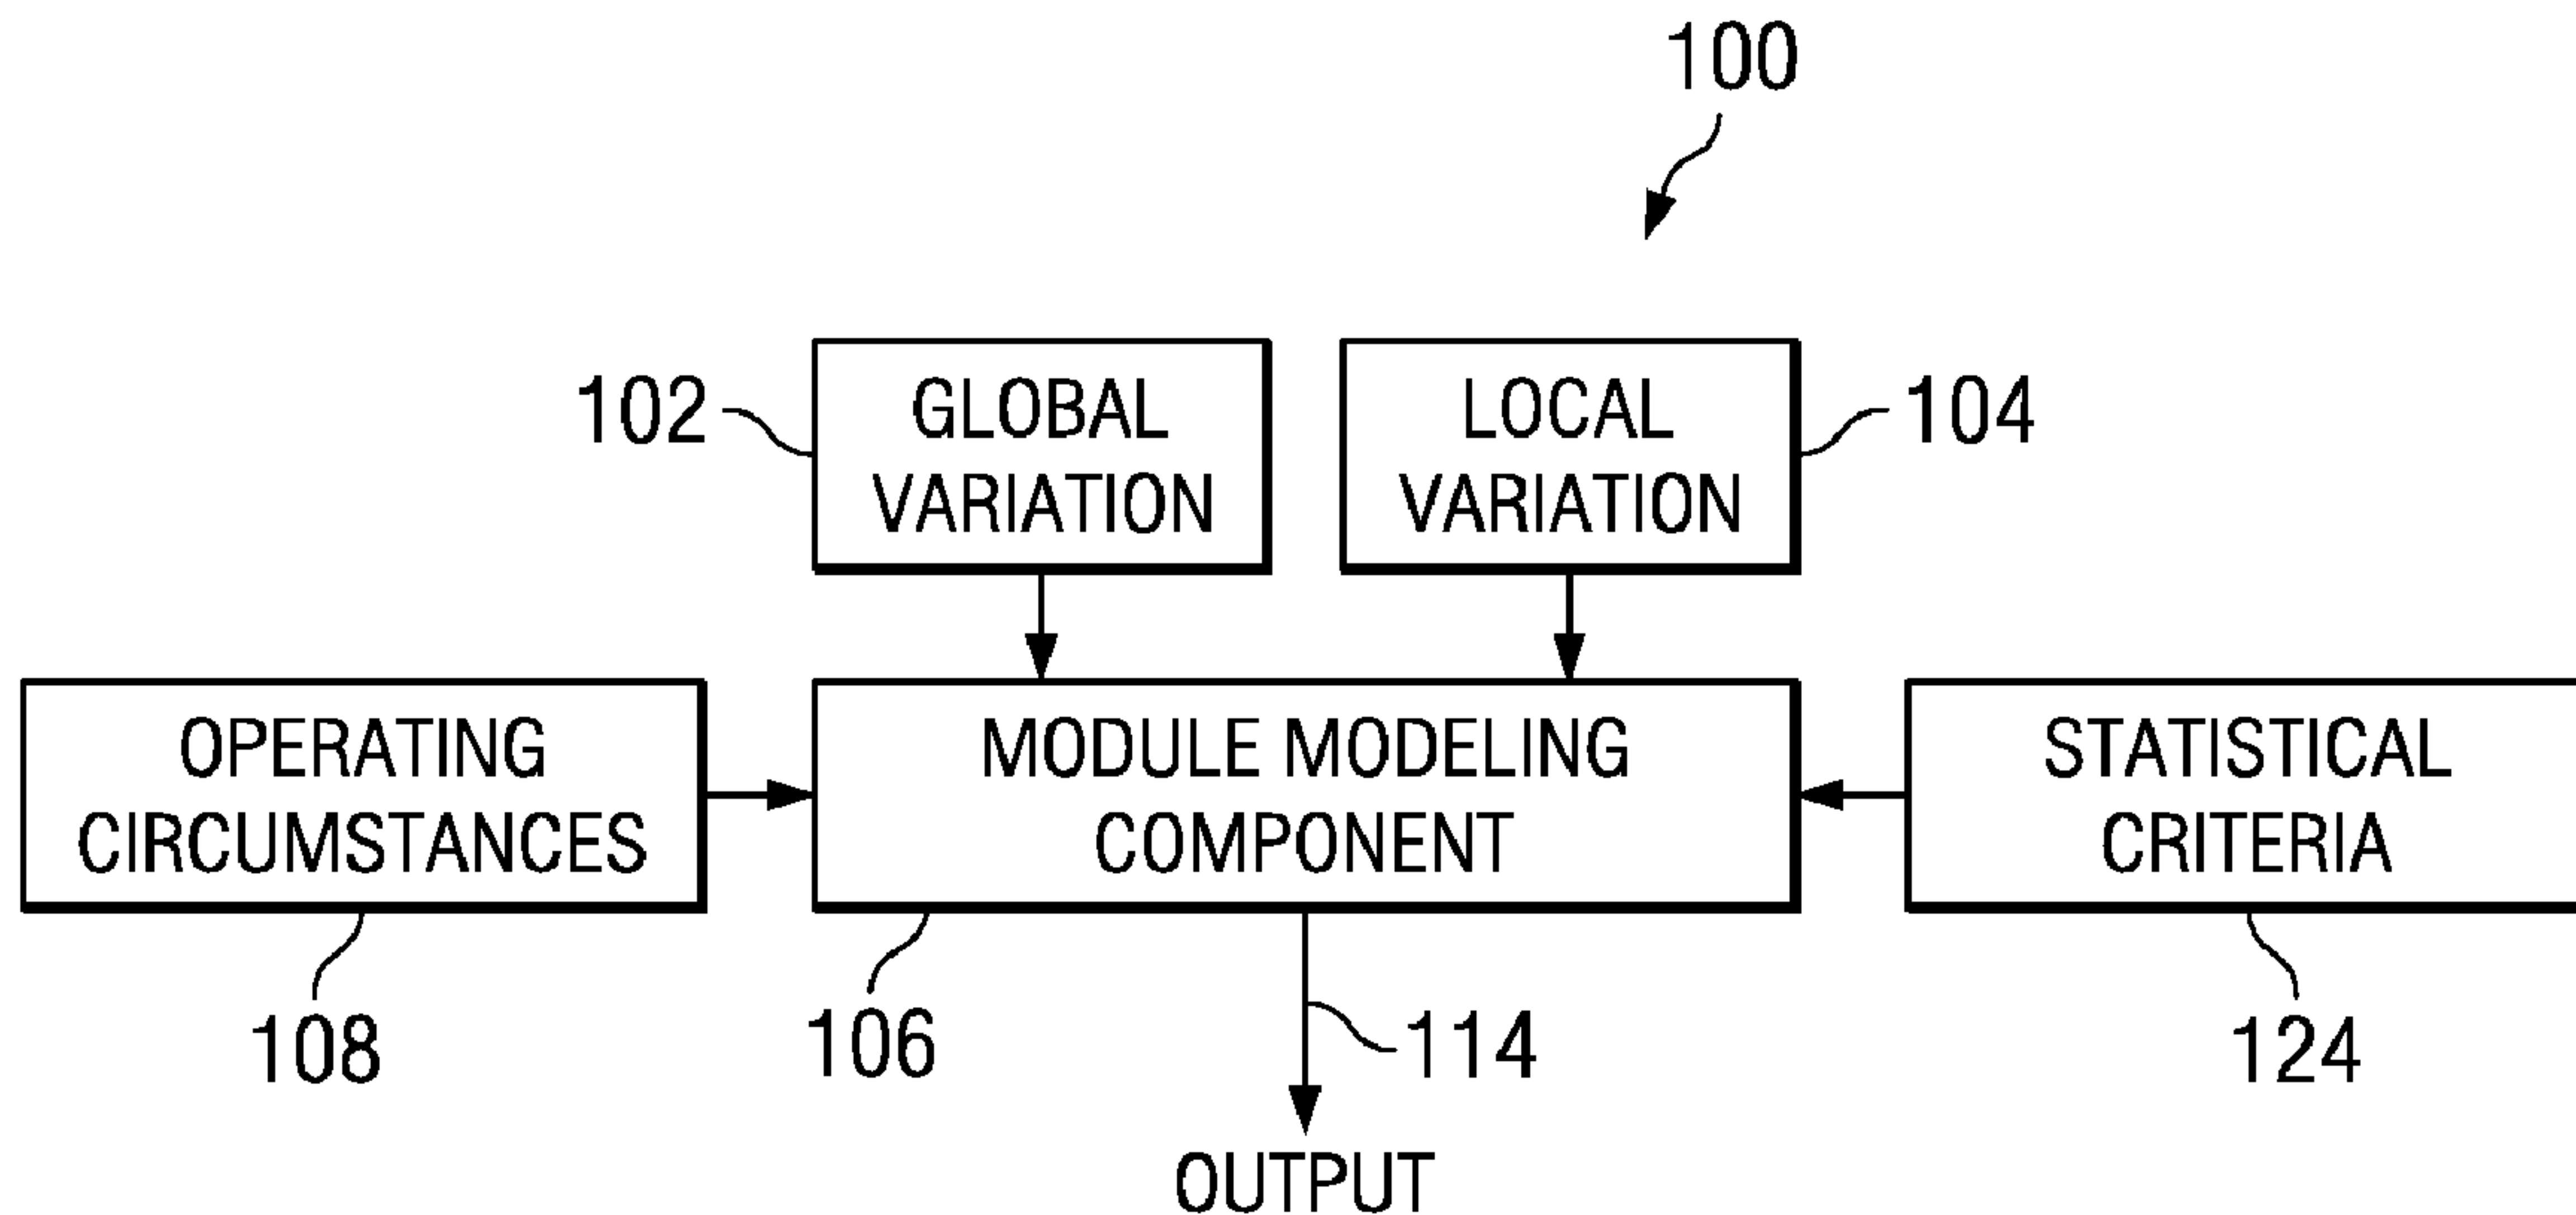 100
102
GLOBAL
VARIATION
LOCAL
VARIATION
104
OPERATING
CIRCUMSTANCES
MODULE MODELING
COMPONENT
STATISTICAL
CRITERIA
108
106
114
124
OUTPUT